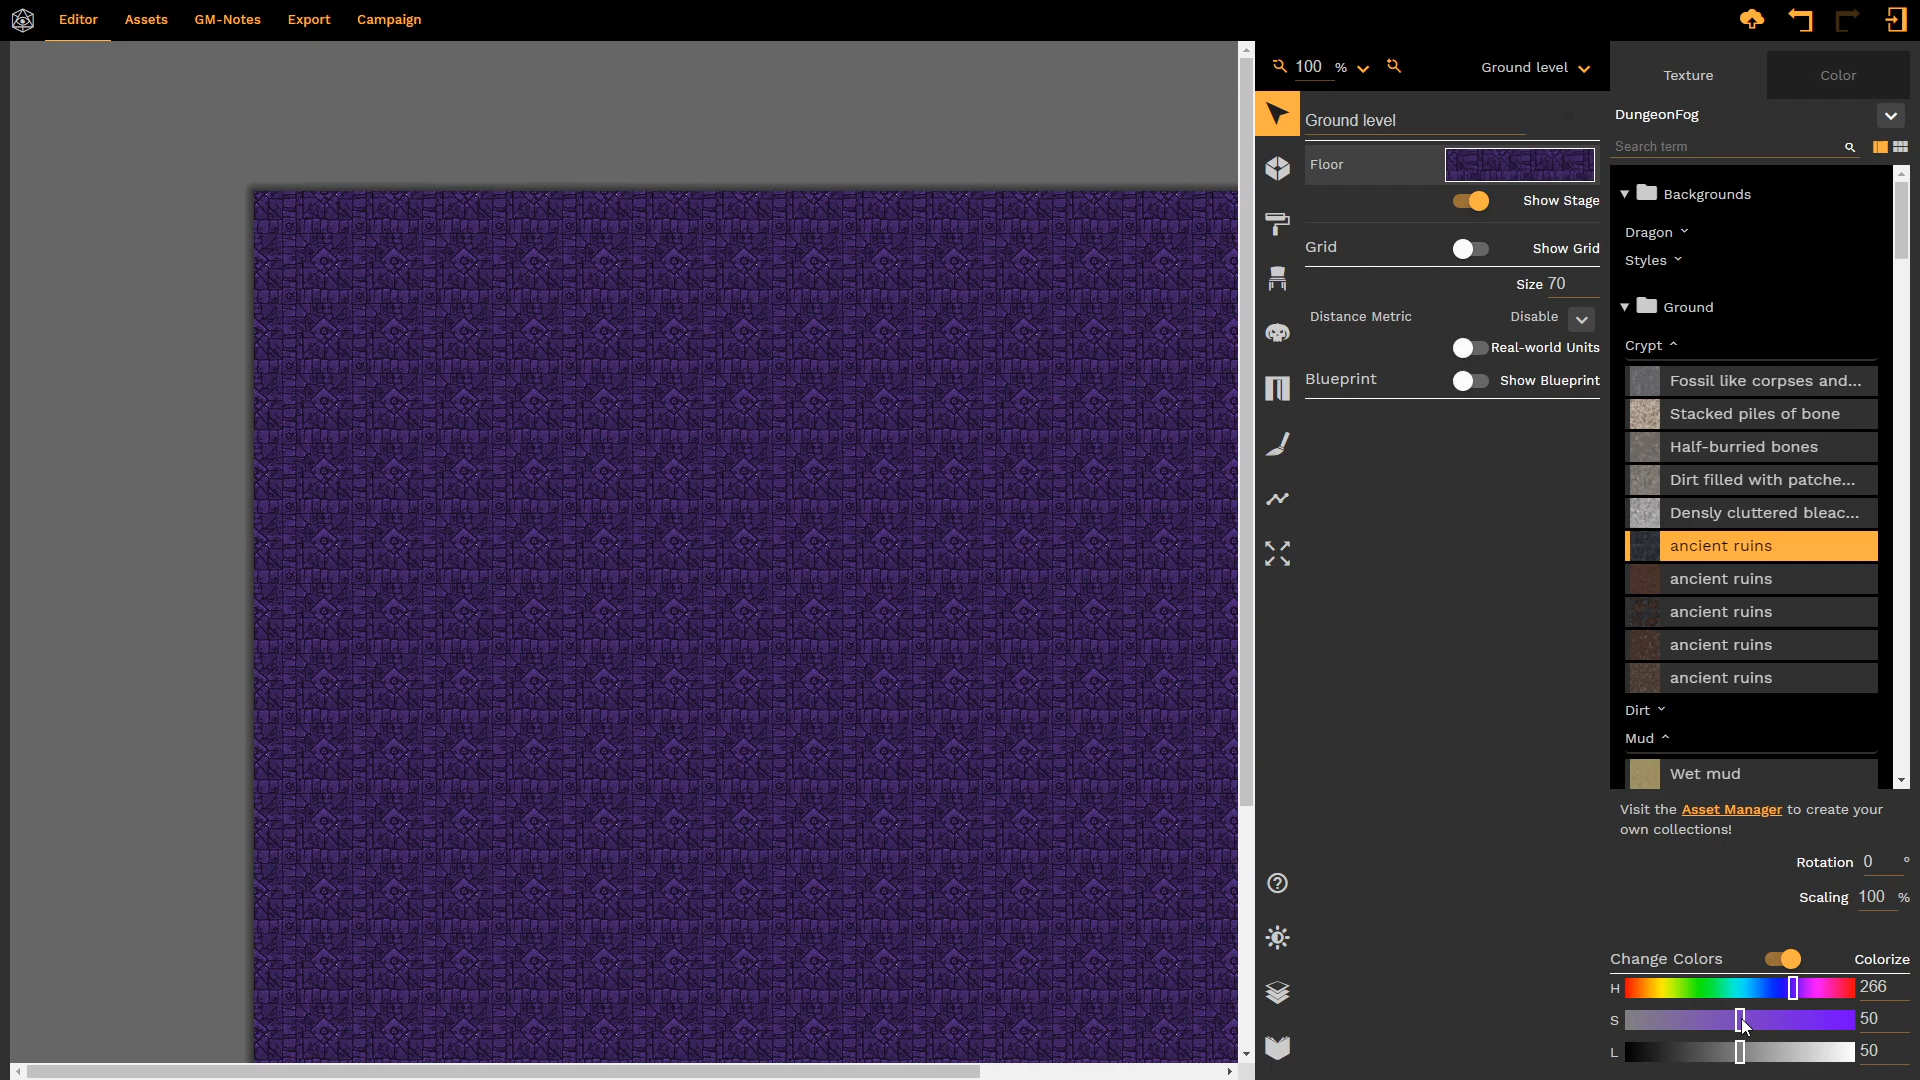 Editor Assets GM-Notes Export Campaign
100 % Ground level
Texture Color
DungeonFog
Search term
Ground level
Floor
Show Stage
Grid Show Grid
Size 70
Distance Metric Disable
Real-world Units
Blueprint Show Blueprint
Backgrounds
Dragon
Styles
Ground
Crypt
Fossil like corpses and...
Stacked piles of bone
Half-burried bones
Dirt filled with patche...
Densly cluttered bleac...
ancient ruins
ancient ruins
ancient ruins
ancient ruins
ancient ruins
Dirt
Mud
Wet mud
Visit the Asset Manager to create your
own collections!
Rotation 0 °
Scaling 100 %
Change Colors Colorize
H 266
S 50
L 50